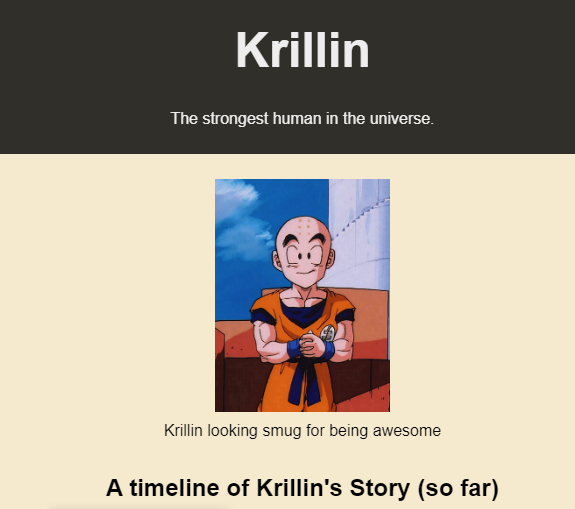 Krillin
The strongest human in the universe.
Krillin looking smug for being awesome
A timeline of Krillin's Story (so far)